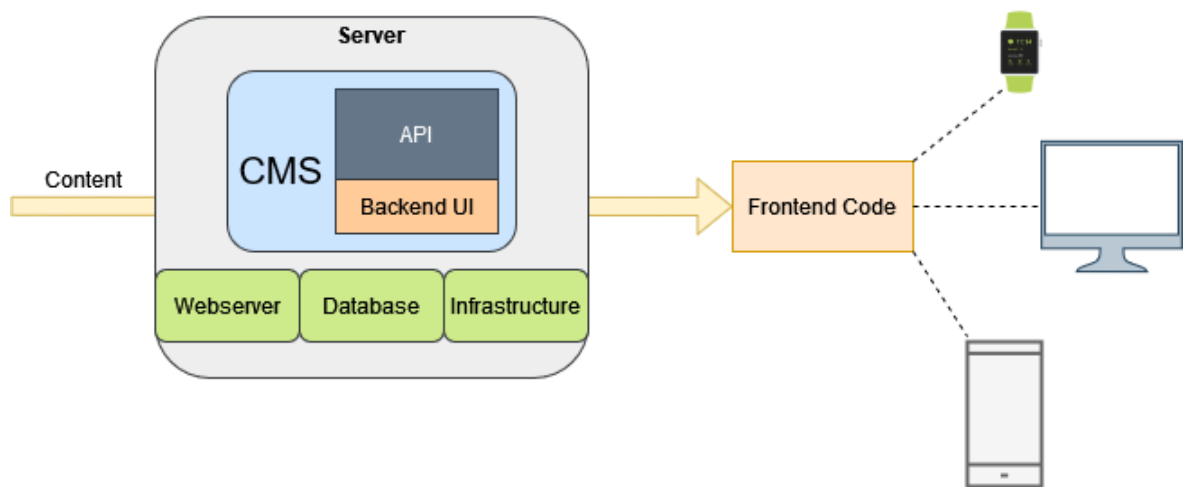 Server
API
CMS
Content
Backend UI
Frontend Code
Webserver
Database
Infrastructure